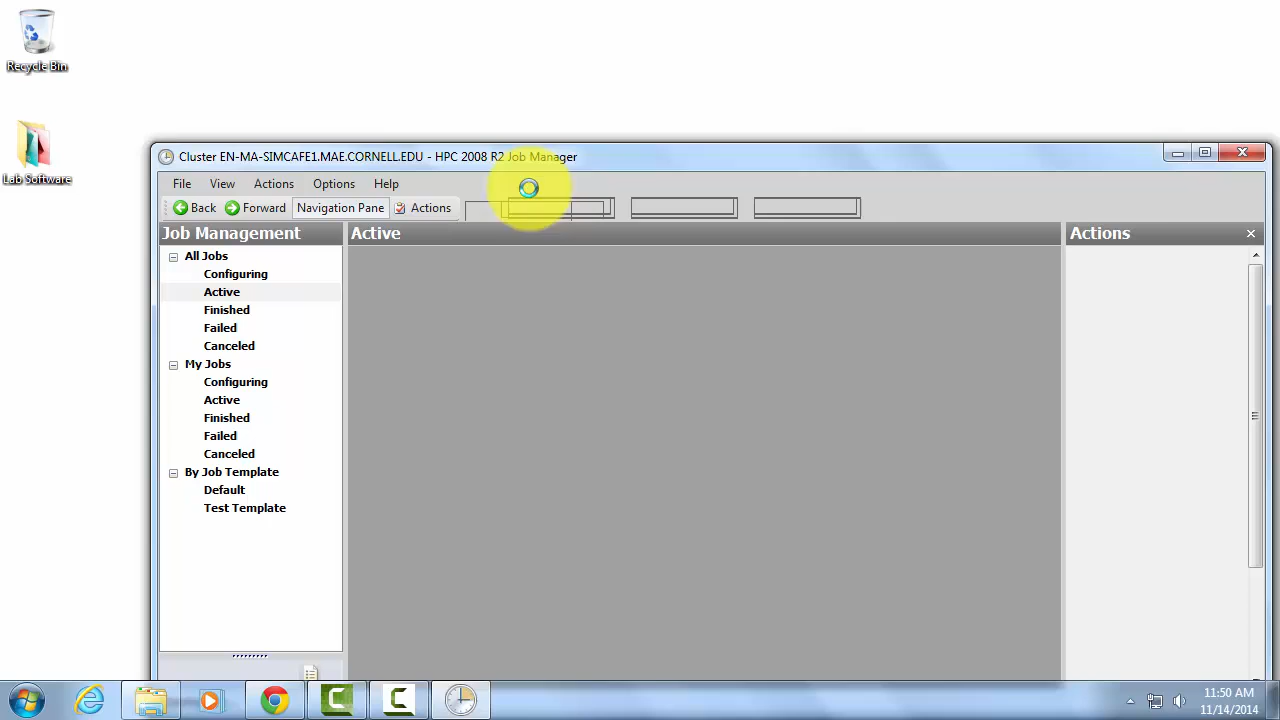 Recycle Bin
Lab Software
Cluster EN-MA-SIMCAFE1.MAE.CORNELL.EDU - HPC 2008 R2 Job Manager
File View Actions Options Help
Back Forward Navigation Pane Actions
Job Management
Active
Actions
All Jobs
Configuring
Active
Finished
Failed
Canceled
My Jobs
Configuring
Active
Finished
Failed
Canceled
By Job Template
Default
Test Template
11:50 AM
11/14/2014